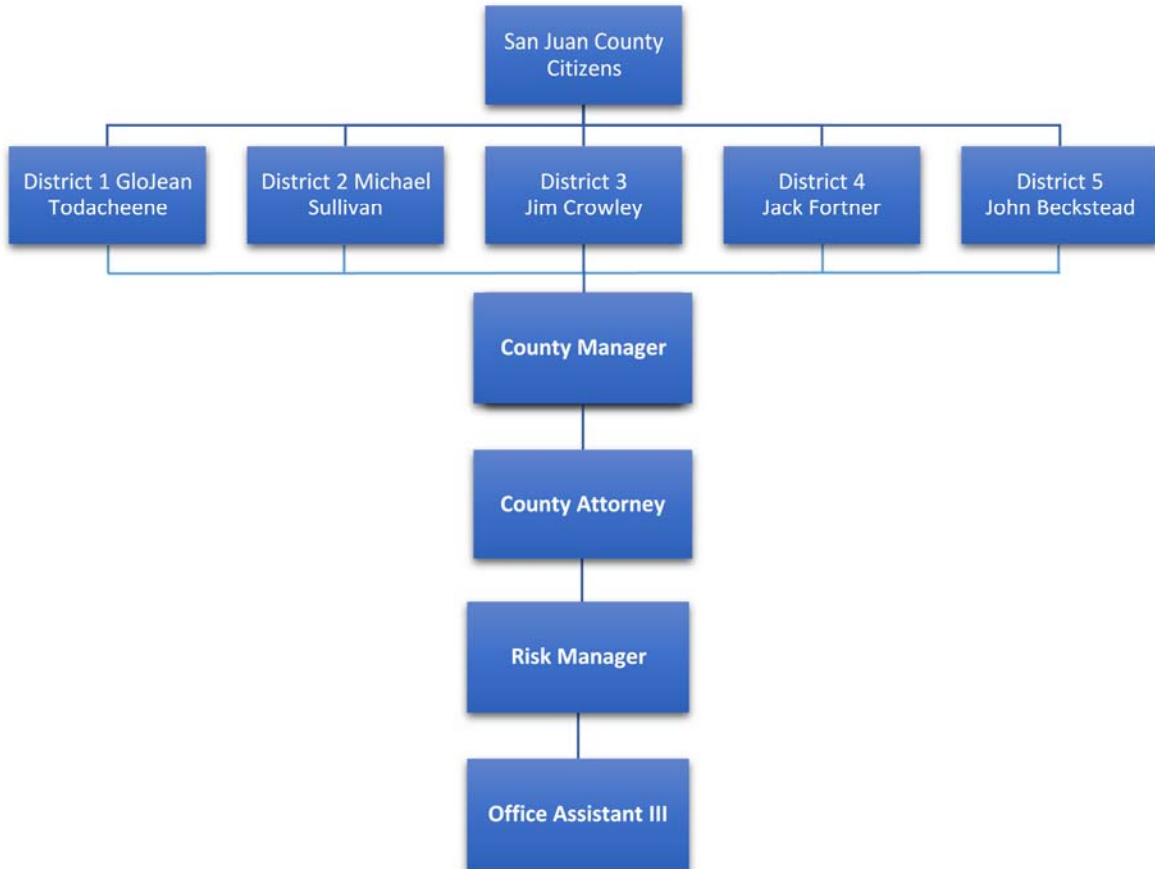 San Juan County
Citizens
District 1 GloJean
Todacheene
District 2 Michael
Sullivan
District 3
Jim Crowley
District 4
Jack Fortner
District 5
John Beckstead
County Manager
County Attorney
Risk Manager
Office Assistant III